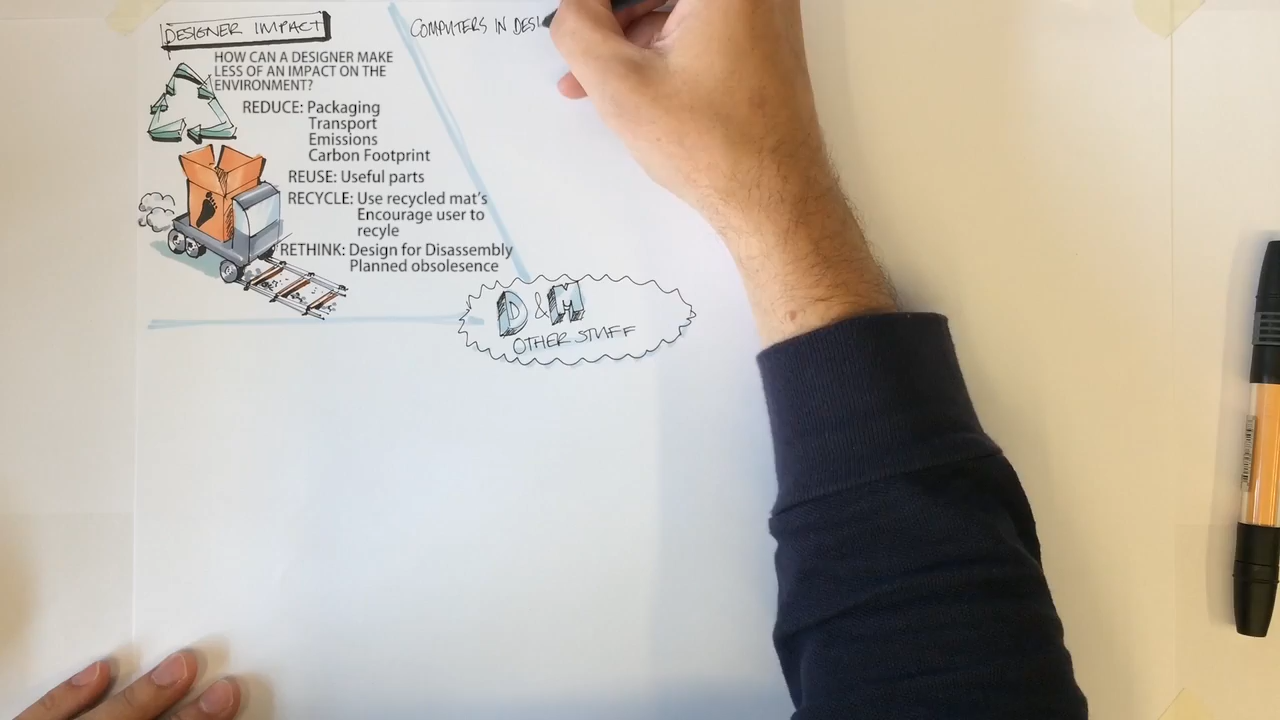 DESIGNER IMPACT
HOW CAN A DESIGNER MAKE
LESS OF AN IMPACT ON THE
ENVIRONMENT?
REDUCE: Packaging
Transport
Emissions
Carbon Footprint
REUSE: Useful parts
RECYCLE: Use recycled mat's
Encourage user to
recyle
RETHINK: Design for Disassembly
Planned obsolesence
COMPUTERS IN DESI
D & M
OTHER STUFF